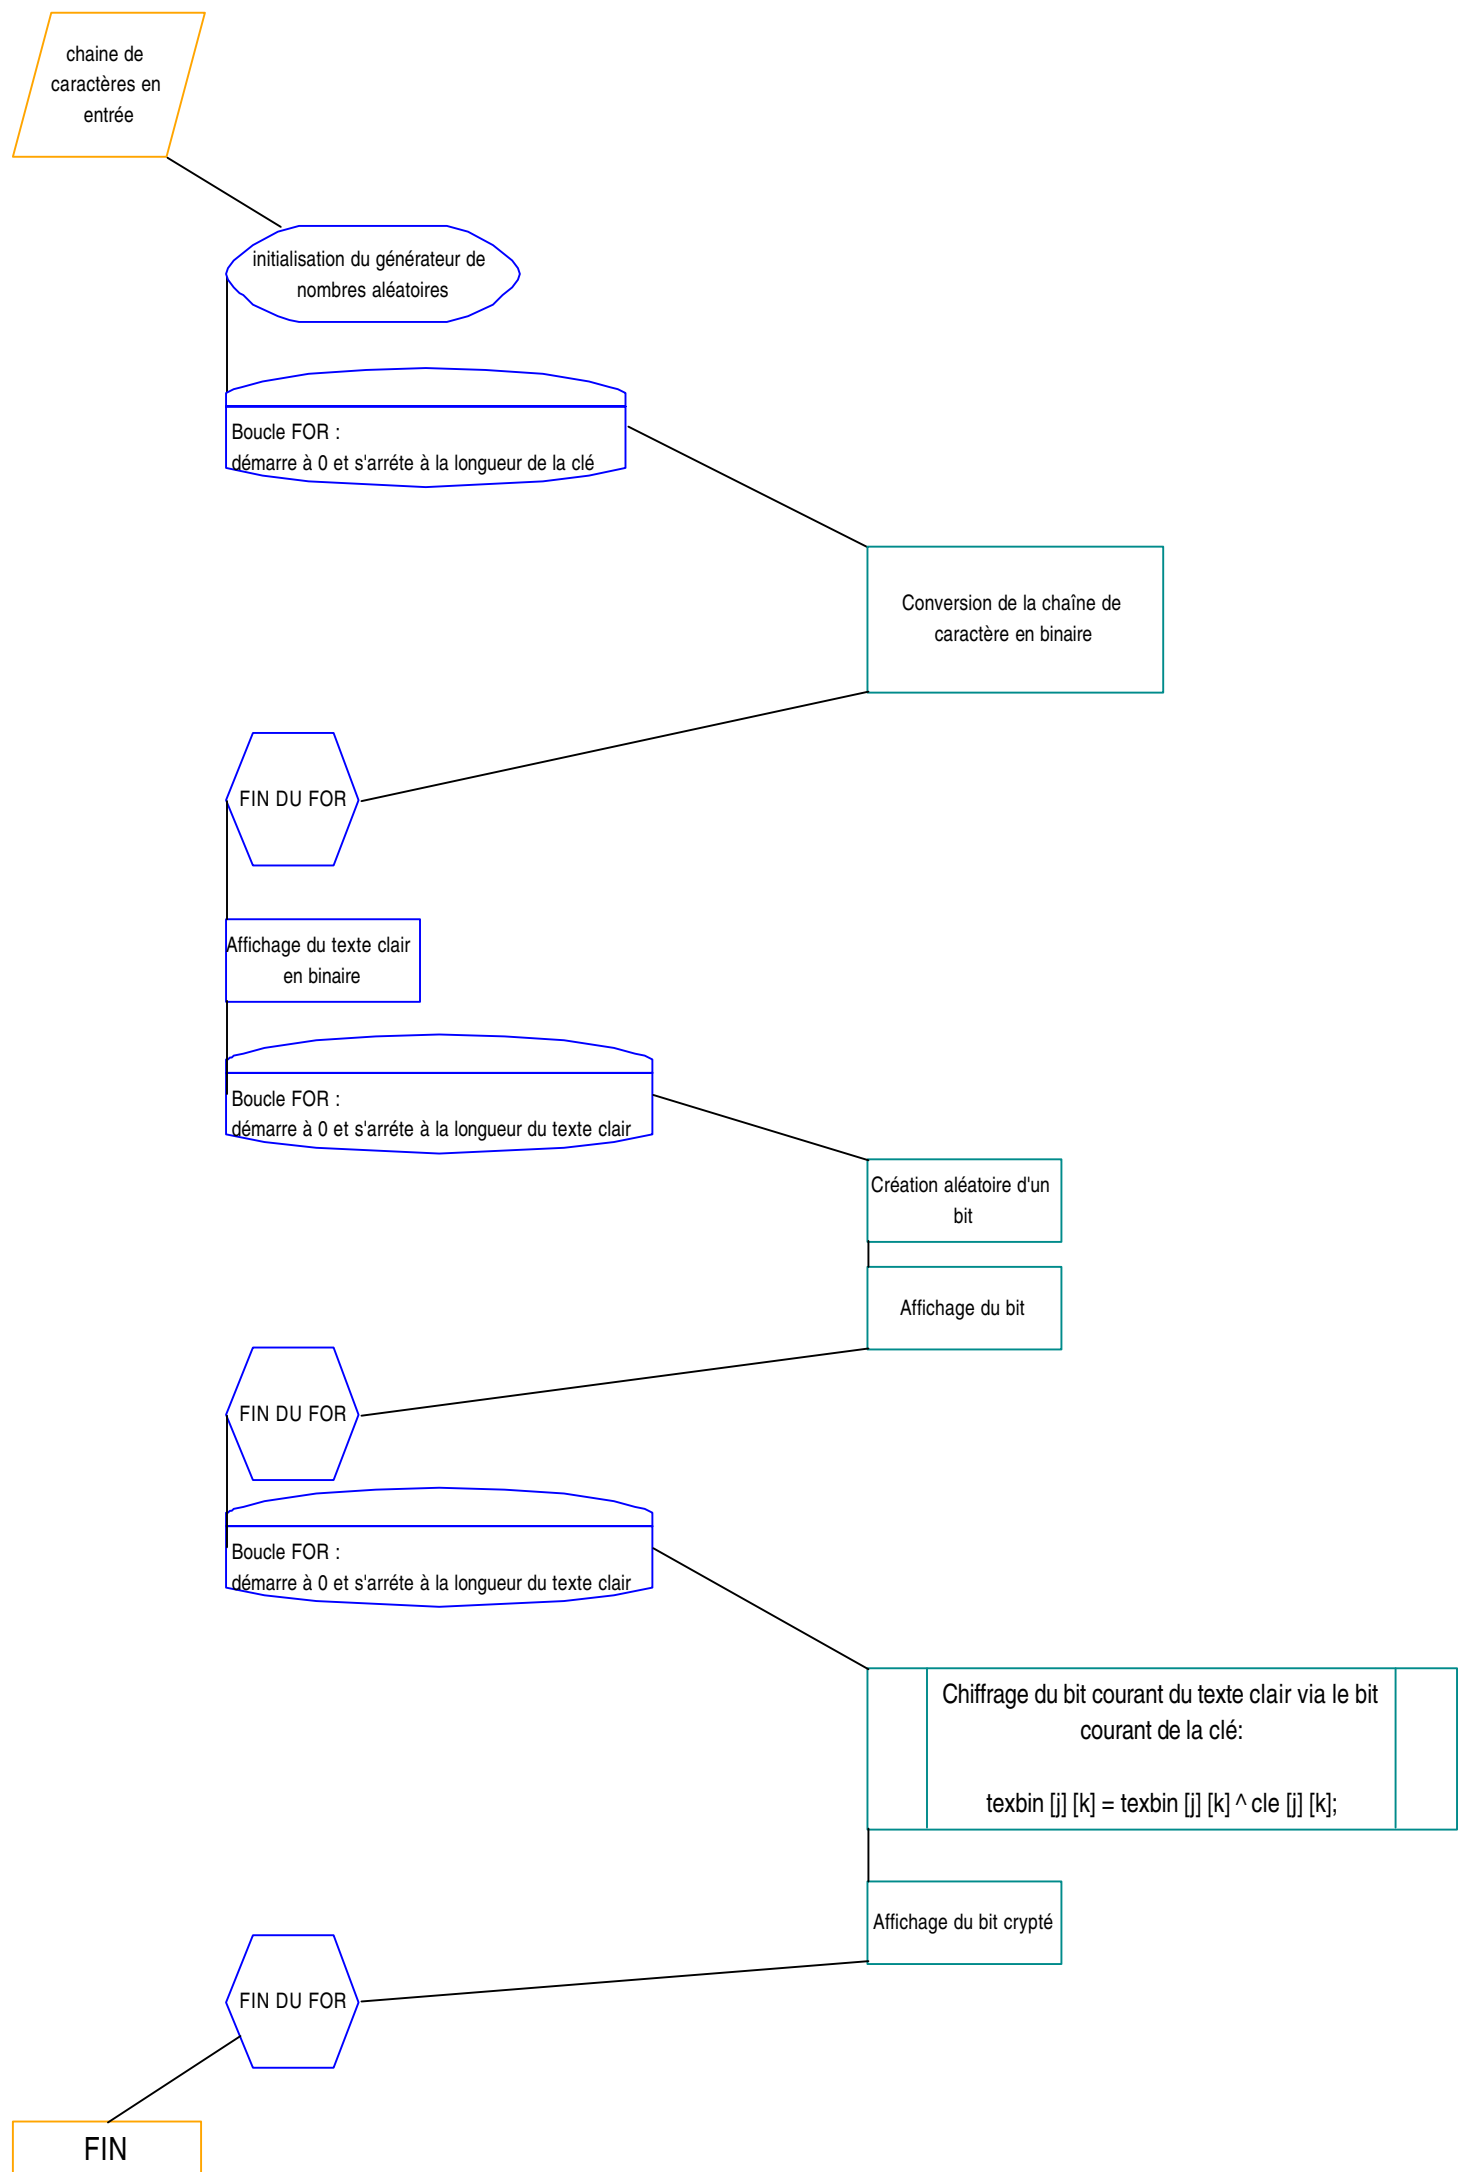 chaine de
caractères en
entrée
initialisation du générateur de
nombres aléatoires
Boucle FOR :
démarre à 0 et s'arréte à la longueur de la clé
Conversion de la chaîne de
caractère en binaire
FIN DU FOR
Affichage du texte clair
en binaire
Boucle FOR :
démarre à 0 et s'arréte à la longueur du texte clair
Création aléatoire d'un
bit
Affichage du bit
FIN DU FOR
Boucle FOR :
démarre à 0 et s'arréte à la longueur du texte clair
Chiffrage du bit courant du texte clair via le bit
courant de la clé:
texbin [j] [k] = texbin [j] [k] ^ cle [j] [k];
Affichage du bit crypté
FIN DU FOR
FIN